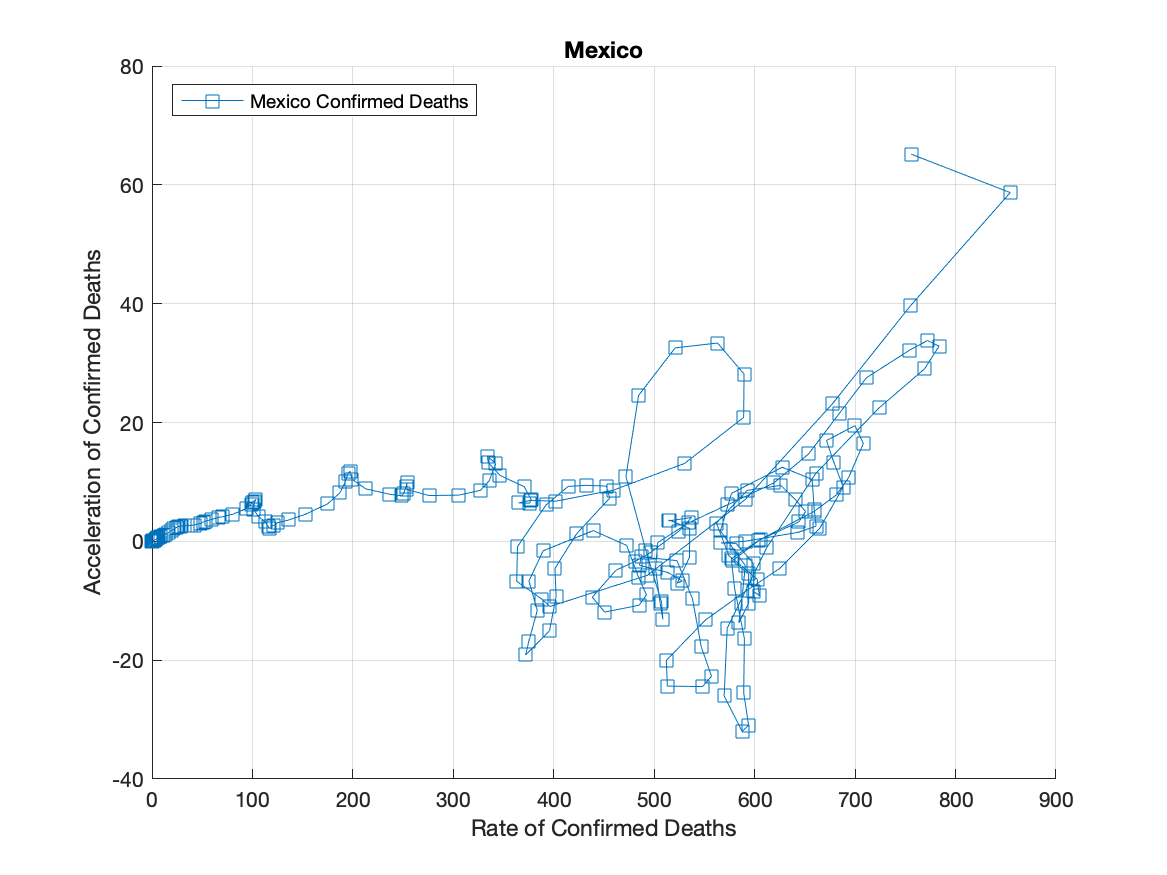 Mexico
Mexico Confirmed Deaths
80
60
40
20
0
-20
-40
Acceleration of Confirmed Deaths
0 100 200 300 400 500 600 700 800 900
Rate of Confirmed Deaths